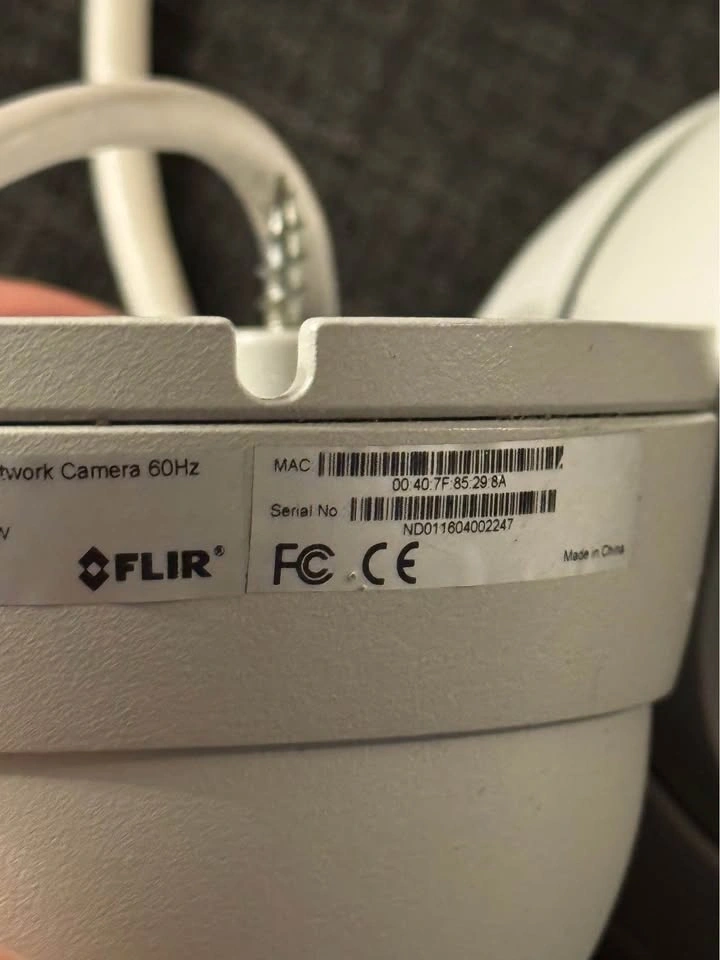 twork Camera 60Hz
W
FLIR®
MAC
00:40:7F:85:29:8A
Serial No
ND011604002247
FC CE
Made in China